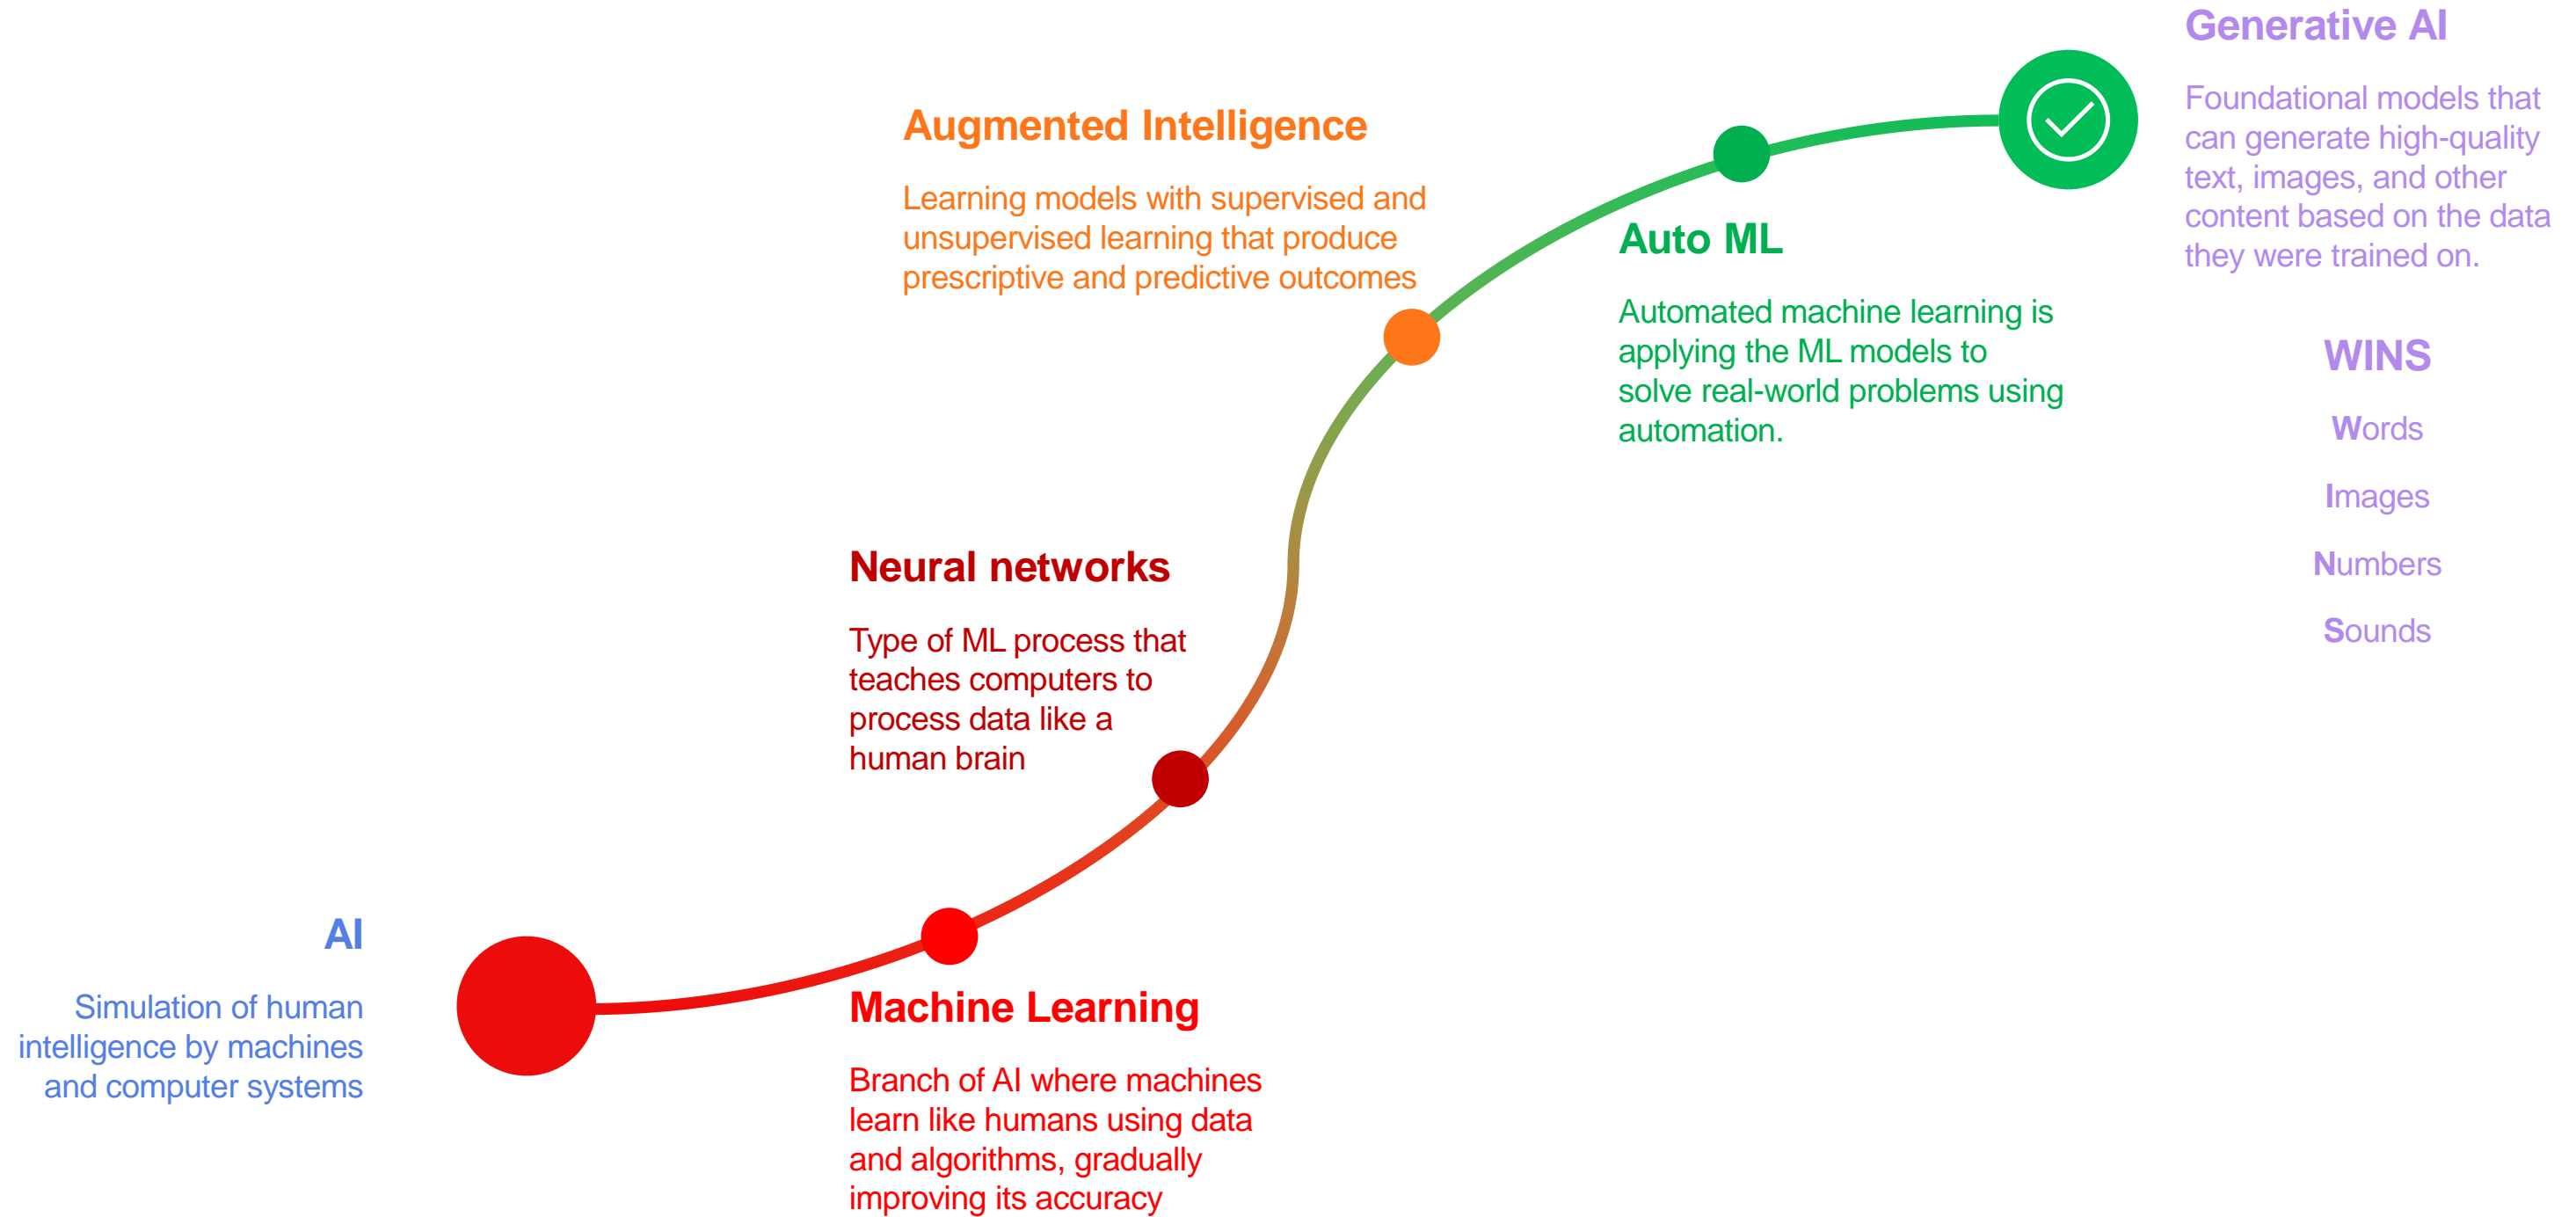 AI
Simulation of human
intelligence by machines
and computer systems
Machine Learning
Branch of AI where machines
learn like humans using data
and algorithms, gradually
improving its accuracy
Neural networks
Type of ML process that
teaches computers to
process data like a
human brain
Augmented Intelligence
Learning models with supervised and
unsupervised learning that produce
prescriptive and predictive outcomes
Auto ML
Automated machine learning is
applying the ML models to
solve real-world problems using
automation.
Generative AI
Foundational models that
can generate high-quality
text, images, and other
content based on the data
they were trained on.
WINS
Words
Images
Numbers
Sounds